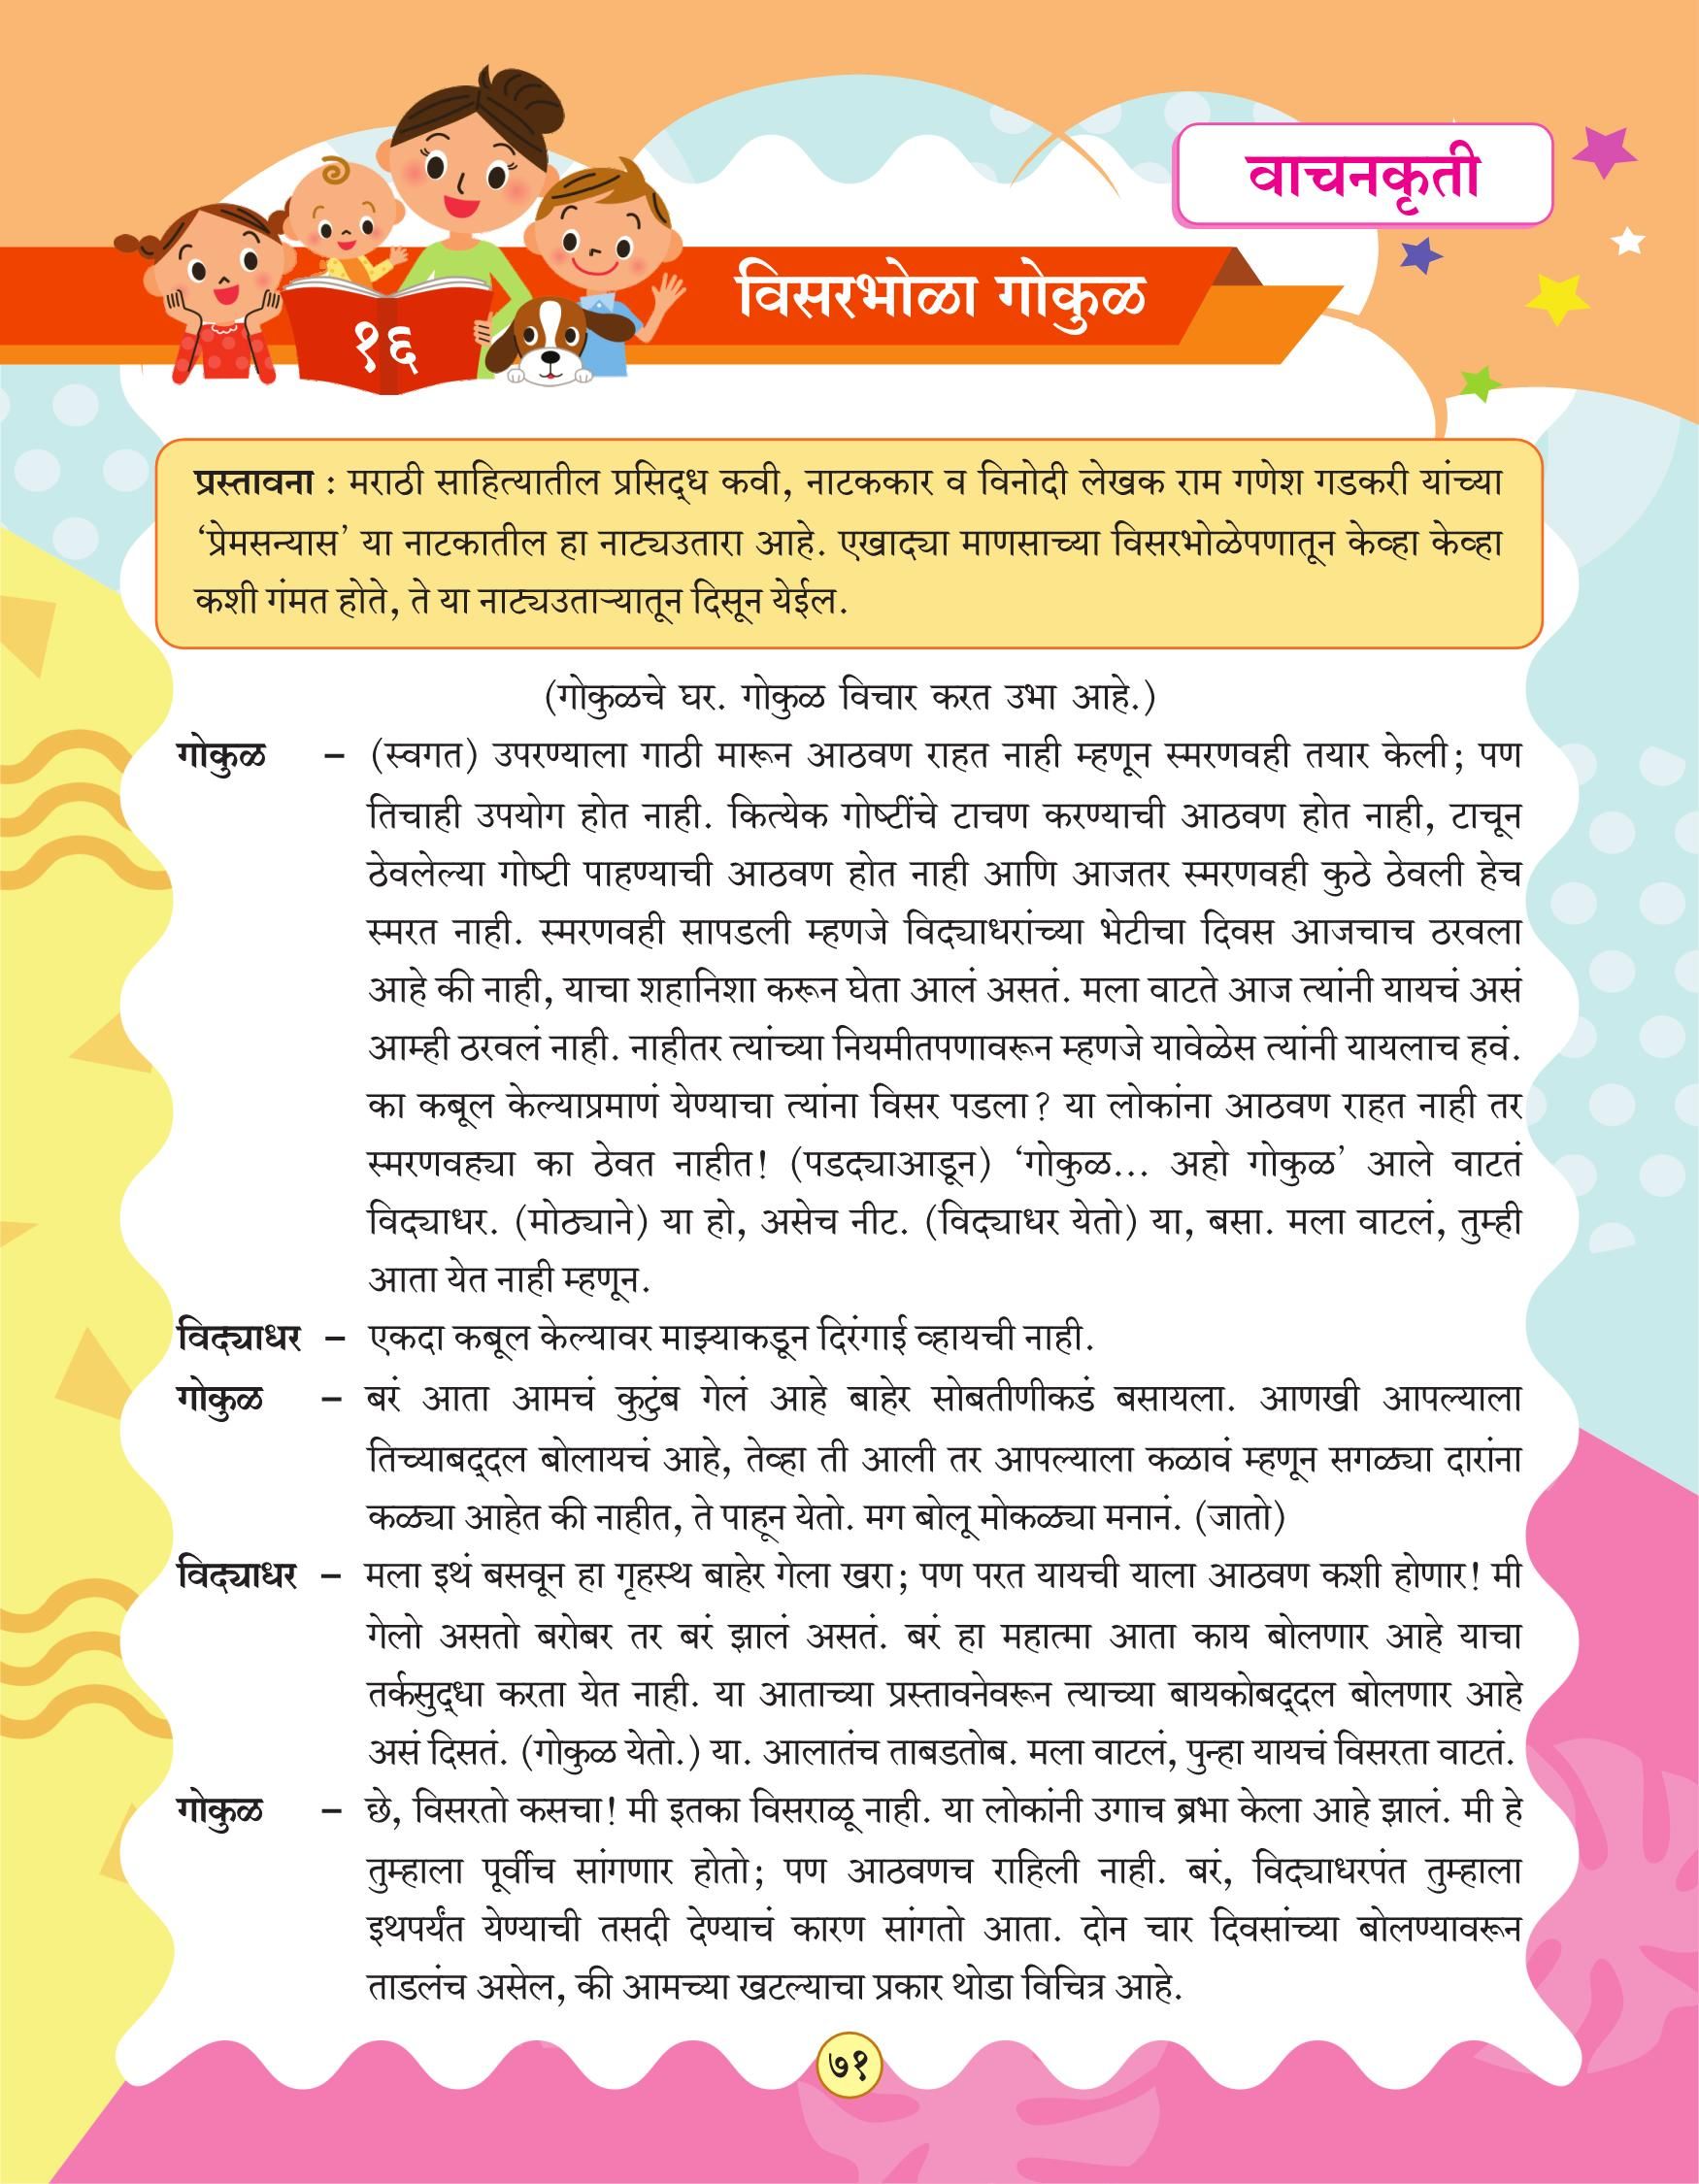 वाचनकृती
विसरभोळा गोकुळ
१६
प्रस्तावना : मराठी साहित्यातील प्रसिद्ध कवी, नाटककार व विनोदी लेखक राम गणेश गडकरी यांच्या
‘प्रेमसन्यास’ या नाटकातील हा नाट्यउतारा आहे. एखाद्या माणसाच्या विसरभोळेपणातून केव्हा केव्हा
कशी गंमत होते, ते या नाट्यउताऱ्यातून दिसून येईल.
(गोकुळचे घर. गोकुळ विचार करत उभा आहे.)
गोकुळ – (स्वगत) उपरण्याला गाठी मारून आठवण राहत नाही म्हणून स्मरणवही तयार केली; पण
तिचाही उपयोग होत नाही. कित्येक गोष्टींचे टाचण करण्याची आठवण होत नाही, टाचून
ठेवलेल्या गोष्टी पाहण्याची आठवण होत नाही आणि आजतर स्मरणवही कुठे ठेवली हेच
स्मरत नाही. स्मरणवही सापडली म्हणजे विद्याधरांच्या भेटीचा दिवस आजचाच ठरवला
आहे की नाही, याचा शहानिशा करून घेता आलं असतं. मला वाटते आज त्यांनी यायचं असं
आम्ही ठरवलं नाही. नाहीतर त्यांच्या नियमीतपणावरून म्हणजे यावेळेस त्यांनी यायलाच हवं.
का कबूल केल्याप्रमाणं येण्याचा त्यांना विसर पडला? या लोकांना आठवण राहत नाही तर
स्मरणवह्या का ठेवत नाहीत! (पडद्याआडून) ‘गोकुळ... अहो गोकुळ’ आले वाटतं
विद्याधर. (मोठ्याने) या हो, असेच नीट. (विद्याधर येतो) या, बसा. मला वाटलं, तुम्ही
आता येत नाही म्हणून.
विद्याधर – एकदा कबूल केल्यावर माझ्याकडून दिरंगाई व्हायची नाही.
गोकुळ – बरं आता आमचं कुटुंब गेलं आहे बाहेर सोबतीणीकडं बसायला. आणखी आपल्याला
तिच्याबद्दल बोलायचं आहे, तेव्हा ती आली तर आपल्याला कळावं म्हणून सगळ्या दारांना
कळ्या आहेत की नाहीत, ते पाहून येतो. मग बोलू मोकळ्या मनानं. (जातो)
विद्याधर – मला इथं बसवून हा गृहस्थ बाहेर गेला खरा; पण परत यायची याला आठवण कशी होणार! मी
गेलो असतो बरोबर तर बरं झालं असतं. बरं हा महात्मा आता काय बोलणार आहे याचा
तर्कसुद्धा करता येत नाही. या आताच्या प्रस्तावनेवरून त्याच्या बायकोबद्दल बोलणार आहे
असं दिसतं. (गोकुळ येतो.) या. आलातंच ताबडतोब. मला वाटलं, पुन्हा यायचं विसरता वाटतं.
गोकुळ – छे, विसरतो कसचा! मी इतका विसराळू नाही. या लोकांनी उगाच ब्रभा केला आहे झालं. मी हे
तुम्हाला पूर्वीच सांगणार होतो; पण आठवणच राहिली नाही. बरं, विद्याधरपंत तुम्हाला
इथपर्यंत येण्याची तसदी देण्याचं कारण सांगतो आता. दोन चार दिवसांच्या बोलण्यावरून
ताडलंच असेल, की आमच्या खटल्याचा प्रकार थोडा विचित्र आहे.
७१